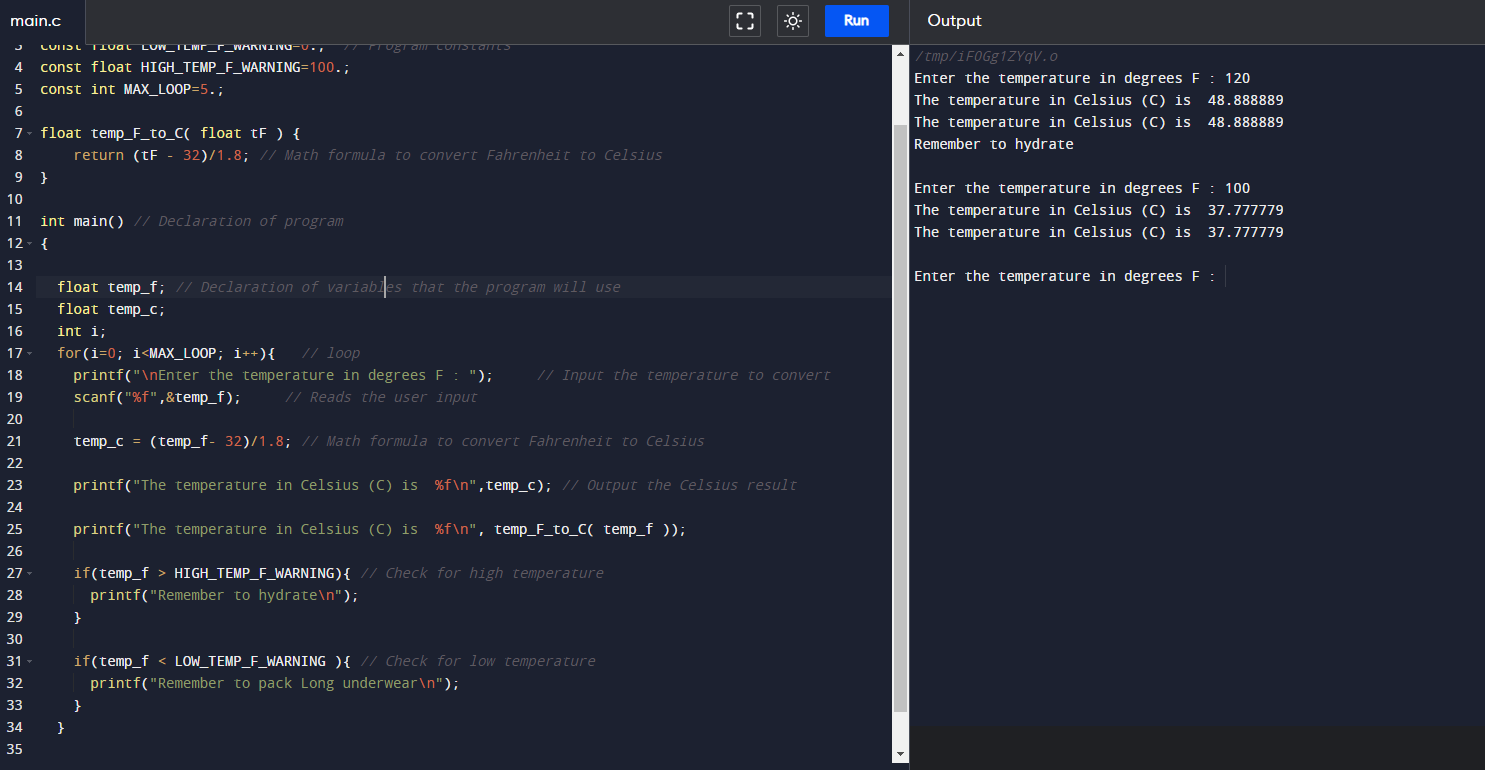 main.c
Run
Output
3 const float LOW_TEMP_F_WARNING=0.; // Program constants
4 const float HIGH_TEMP_F_WARNING=100.;
5 const int MAX_LOOP=5.;
6
7 float temp_F_to_C( float tF ) {
8 return (tF - 32)/1.8; // Math formula to convert Fahrenheit to Celsius
9 }
10
11 int main() // Declaration of program
12 {
13
14 float temp_f; // Declaration of variables that the program will use
15 float temp_c;
16 int i;
17 for(i=0; i<MAX_LOOP; i++){ // loop
18 printf("\nEnter the temperature in degrees F : "); // Input the temperature to convert
19 scanf("%f",&temp_f); // Reads the user input
20
21 temp_c = (temp_f- 32)/1.8; // Math formula to convert Fahrenheit to Celsius
22
23 printf("The temperature in Celsius (C) is  %f\n",temp_c); // Output the Celsius result
24
25 printf("The temperature in Celsius (C) is  %f\n", temp_F_to_C( temp_f ));
26
27 if(temp_f > HIGH_TEMP_F_WARNING){ // Check for high temperature
28 printf("Remember to hydrate\n");
29 }
30
31 if(temp_f < LOW_TEMP_F_WARNING ){ // Check for low temperature
32 printf("Remember to pack Long underwear\n");
33 }
34 }
35
/tmp/iF0Gg1ZYqV.o
Enter the temperature in degrees F : 120
The temperature in Celsius (C) is  48.888889
The temperature in Celsius (C) is  48.888889
Remember to hydrate
Enter the temperature in degrees F : 100
The temperature in Celsius (C) is  37.777779
The temperature in Celsius (C) is  37.777779
Enter the temperature in degrees F :